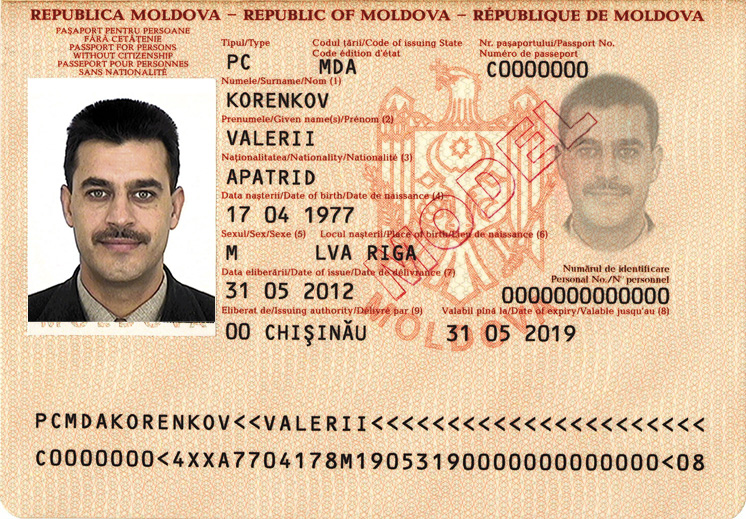 REPUBLICA MOLDOVA – REPUBLIC OF MOLDOVA – RÉPUBLIQUE DE MOLDOVA
PAŞAPORT PENTRU PERSOANE
FĂRĂ CETĂŢENIE
PASSPORT FOR PERSONS
WITHOUT CITIZENSHIP
PASSEPORT POUR PERSONNES
SANS NATIONALITÉ
Tipul/Type
PC
Codul ţării/Code of issuing State
Code édition d'état
MDA
Nr. paşaportului/Passport No.
Numéro de passeport
C0000000
Numele/Surname/Nom (1)
KORENKOV
Prenumele/Given name(s)/Prénom (2)
VALERII
Naţionalitatea/Nationality/Nationalité (3)
APATRID
Data naşterii/Date of birth/Date de naissance (4)
17 04 1977
Sexul/Sex/Sexe (5)
M
Locul naşterii/Place of birth/Lieu de naissance (6)
LVA RIGA
Data eliberării/Date of issue/Date de délivrance (7)
31 05 2012
Numărul de identificare
Personal No./N° personnel
0000000000000
Eliberat de/Issuing authority/Délivré par (9)
00 CHIŞINĂU
Valabil pînă la/Date of expiry/Valable jusqu'au (8)
31 05 2019
MODEL
MOLDOVA
MOLDOVA
PCMDAKORENKOV<<VALERII<<<<<<<<<<<<<<<<<<<<<<
C0000000<4XXA7704178M19053190000000000000<08